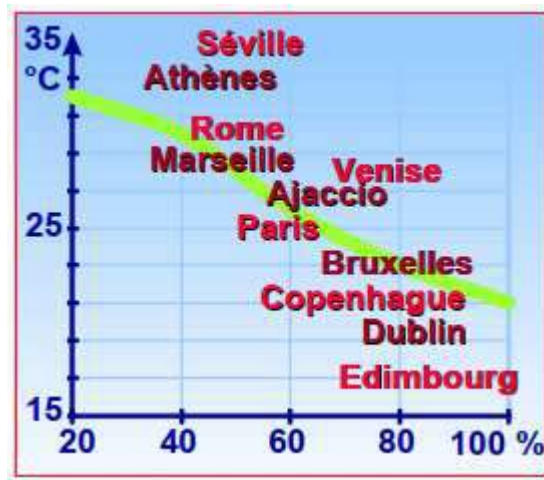 35
°C
Séville
Athènes
Rome
Marseille
Venise
Ajaccio
25
Paris
Bruxelles
Copenhague
Dublin
Edimbourg
15
20 40 60 80 100 %